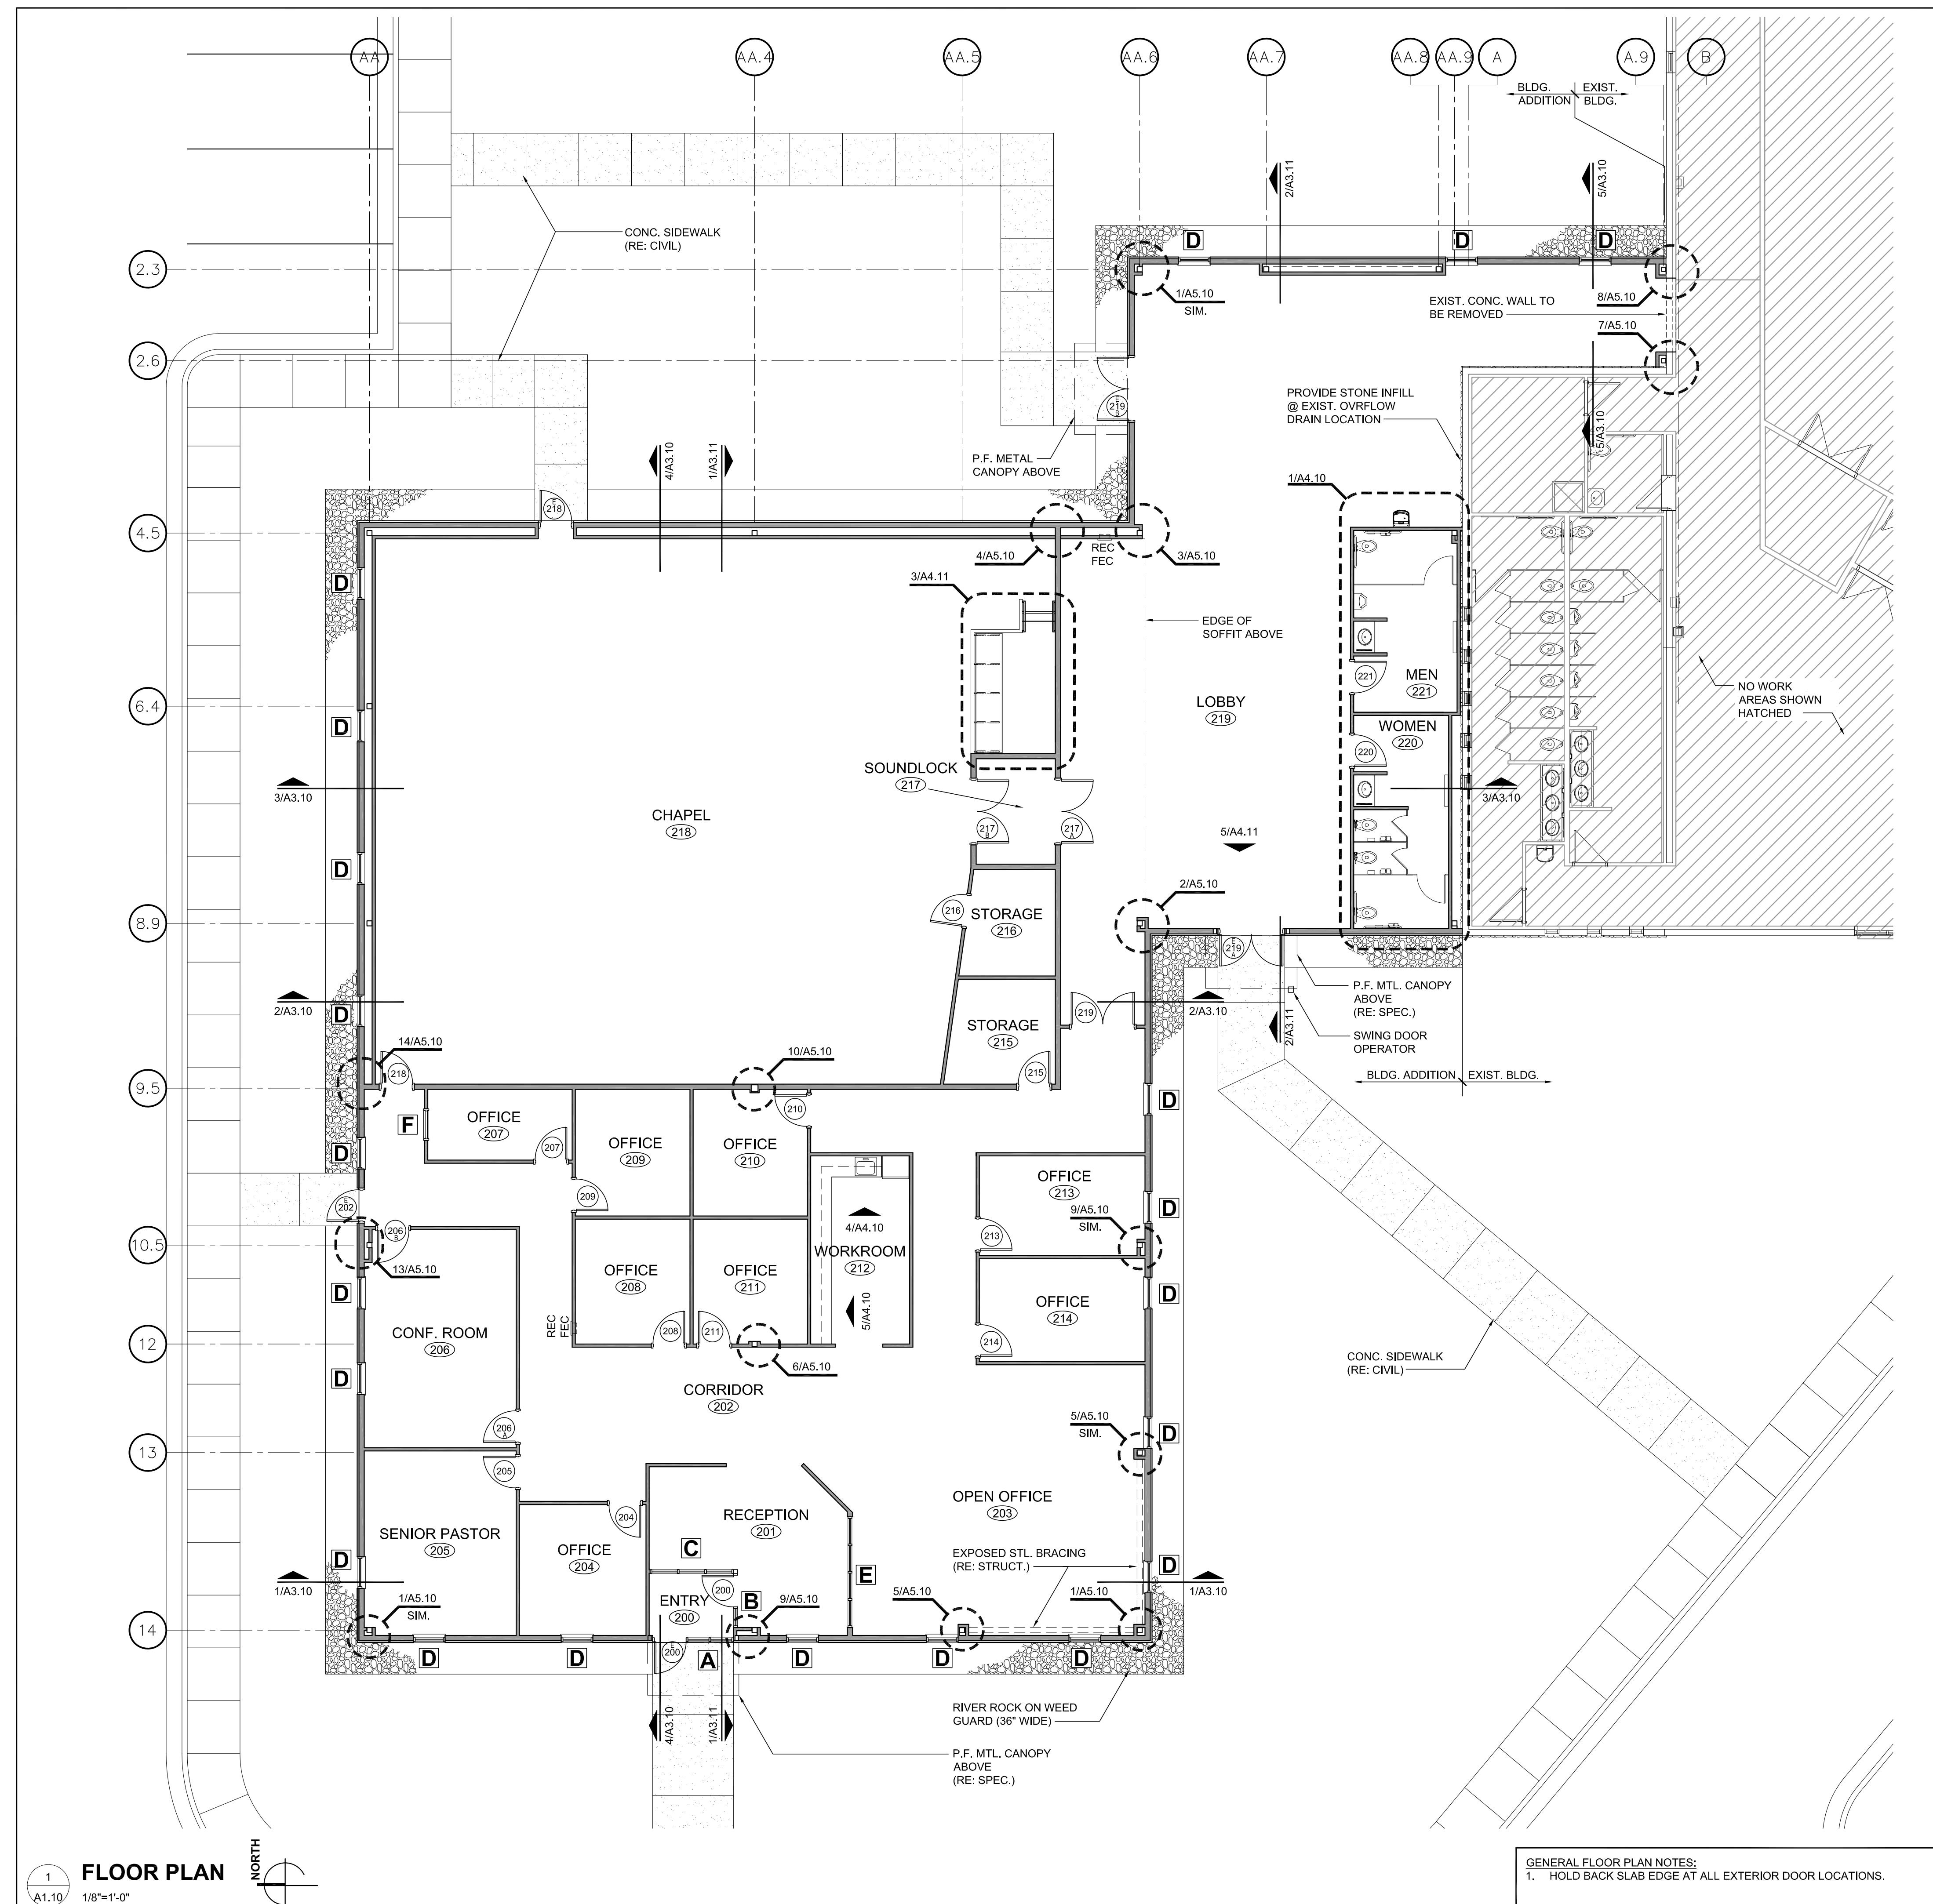 AA
AA.4
AA.5
AA.6
AA.7
AA.8
AA.9
A
A.9
B
BLDG.
ADDITION
EXIST.
BLDG.
2/A3.11
5/A3.10
CONC. SIDEWALK
(RE: CIVIL)
D
D
D
2.3
1/A5.10
SIM.
EXIST. CONC. WALL TO
BE REMOVED
8/A5.10
7/A5.10
2.6
PROVIDE STONE INFILL
@ EXIST. OVRFLOW
DRAIN LOCATION
E
219
B
5/A3.10
P.F. METAL
CANOPY ABOVE
4/A3.10
1/A3.11
1/A4.10
E
218
4.5
4/A5.10
REC
FEC
3/A5.10
D
3/A4.11
EDGE OF
SOFFIT ABOVE
221
MEN
221
NO WORK
AREAS SHOWN
HATCHED
6.4
LOBBY
219
D
WOMEN
220
220
SOUNDLOCK
217
3/A3.10
3/A3.10
CHAPEL
218
217
B
217
A
5/A4.11
D
2/A5.10
8.9
216
STORAGE
216
E
219
A
P.F. MTL. CANOPY
ABOVE
(RE: SPEC.)
2/A3.10
D
219
2/A3.10
2/A3.11
SWING DOOR
OPERATOR
STORAGE
215
14/A5.10
10/A5.10
218
215
BLDG. ADDITION
EXIST. BLDG.
9.5
D
210
F
OFFICE
207
207
OFFICE
209
OFFICE
210
D
OFFICE
213
E
202
209
9/A5.10
SIM.
D
206
B
4/A4.10
213
10.5
WORKROOM
212
13/A5.10
OFFICE
208
OFFICE
211
D
D
OFFICE
214
REC
FEC
5/A4.10
CONF. ROOM
206
208
211
214
12
6/A5.10
CONC. SIDEWALK
(RE: CIVIL)
D
CORRIDOR
202
206
A
5/A5.10
SIM.
D
13
205
OPEN OFFICE
203
RECEPTION
201
204
SENIOR PASTOR
205
OFFICE
204
C
EXPOSED STL. BRACING
(RE: STRUCT.)
D
D
E
1/A3.10
1/A3.10
200
1/A5.10
SIM.
ENTRY
200
B
9/A5.10
5/A5.10
1/A5.10
14
E
200
D
D
A
D
D
D
RIVER ROCK ON WEED
GUARD (36" WIDE)
4/A3.10
1/A3.11
P.F. MTL. CANOPY
ABOVE
(RE: SPEC.)
1
A1.10
FLOOR PLAN
1/8"=1'-0"
NORTH
GENERAL FLOOR PLAN NOTES:
1. HOLD BACK SLAB EDGE AT ALL EXTERIOR DOOR LOCATIONS.